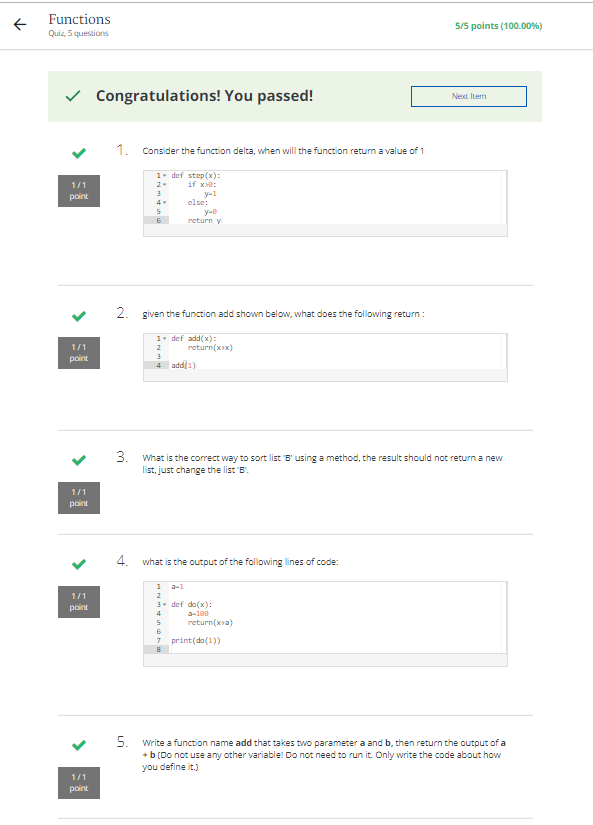 Functions
Quiz, 5 questions
5/5 points (100.00%)
Congratulations! You passed!
Next Item
1.
Consider the function delta, when will the function return a value of 1
1/1
point
1 def step(x):
2 if x>0:
3 y=1
4 else:
5 y=0
6 return y
2.
given the function add shown below, what does the following return :
1/1
point
1 def add(x):
2 return(x+x)
3
4 add(1)
3.
What is the correct way to sort list 'B' using a method, the result should not return a new
list, just change the list 'B'.
1/1
point
4.
what is the output of the following lines of code:
1/1
point
1 a=1
2
3 def do(x):
4 a=100
5 return(x+a)
6
7 print(do(1))
8
5.
Write a function name add that takes two parameter a and b, then return the output of a
+ b (Do not use any other variable! Do not need to run it. Only write the code about how
you define it.)
1/1
point